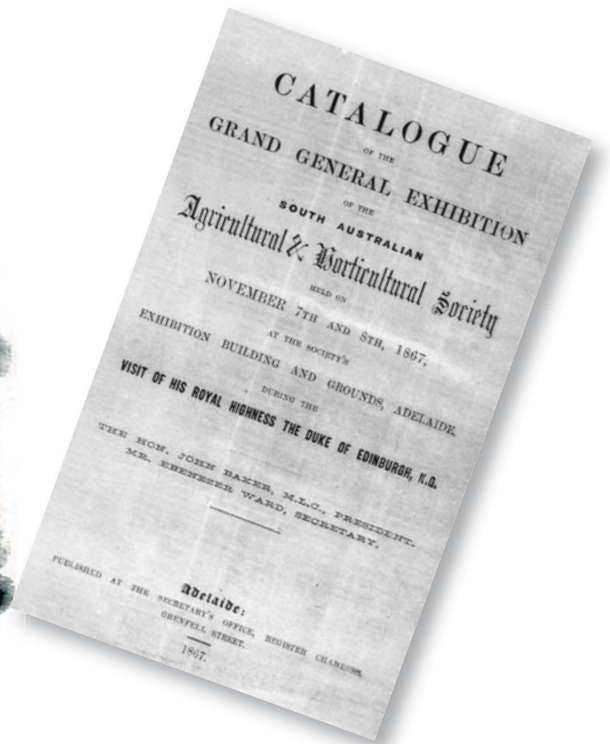 CATALOGUE
OF THE
GRAND GENERAL EXHIBITION
OF THE
SOUTH AUSTRALIAN
Agricultural & Horticultural Society
HELD ON
NOVEMBER 7TH AND 8TH, 1867,
AT THE SOCIETY'S
EXHIBITION BUILDING AND GROUNDS, ADELAIDE,
DURING THE
VISIT OF HIS ROYAL HIGHNESS THE DUKE OF EDINBURGH, K.G.
THE HON. JOHN BAKER, M.L.C., PRESIDENT.
MR. EBENEZER WARD, SECRETARY.
Adelaide:
PUBLISHED AT THE SECRETARY'S OFFICE, REGISTER CHAMBERS,
GRENFELL STREET.
1867.